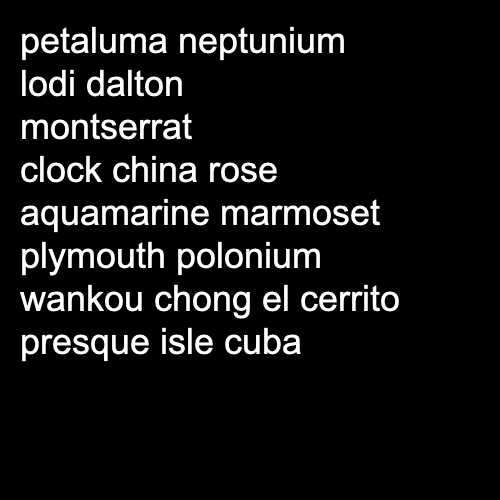 petaluma neptunium
lodi dalton
montserrat
clock china rose
aquamarine marmoset
plymouth polonium
wankou chong el cerrito
presque isle cuba